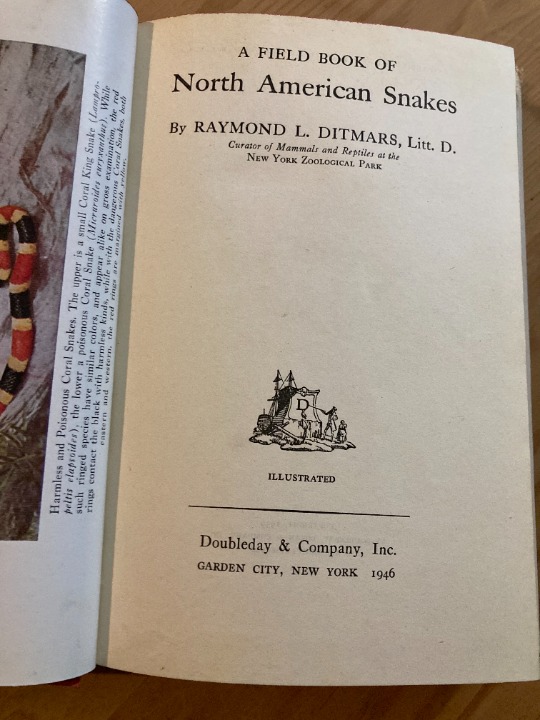 Harmless and Poisonous Coral Snakes. The upper is a small Coral King Snake (Lampro-
peltis elapsoides), the lower a poisonous Coral Snake (Micruroides euryxanthus). While
such ringed species have similar colors, and appear alike on gross examination, the red
rings contact the black with harmless kinds, while with the dangerous Coral Snakes, both
eastern and western, the red rings are margined with yellow.
A FIELD BOOK OF
North American Snakes
By RAYMOND L. DITMARS, Litt. D.
Curator of Mammals and Reptiles at the
NEW YORK ZOOLOGICAL PARK
D
ILLUSTRATED
Doubleday & Company, Inc.
GARDEN CITY, NEW YORK 1946